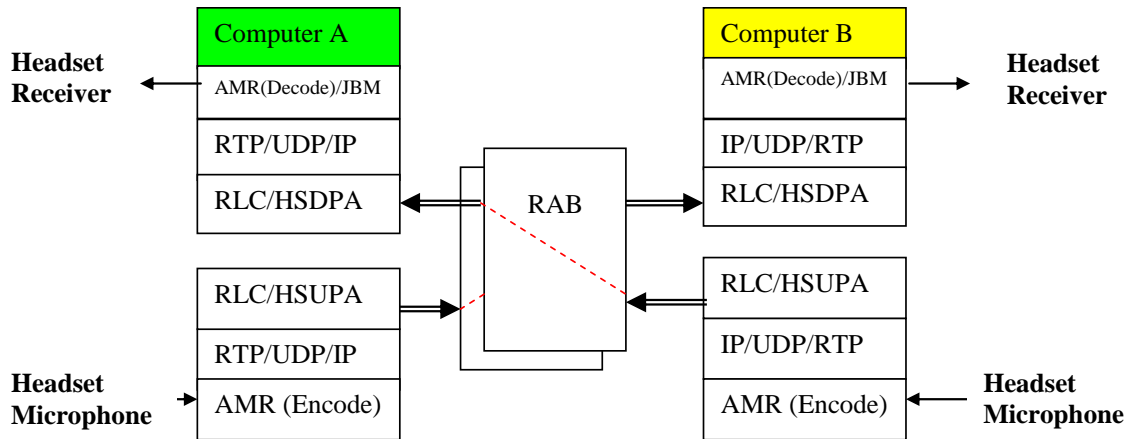 Computer A
Computer B
Headset
Receiver
AMR(Decode)/JBM
AMR(Decode)/JBM
Headset
Receiver
RTP/UDP/IP
IP/UDP/RTP
RLC/HSDPA
RAB
RLC/HSDPA
RLC/HSUPA
RLC/HSUPA
RTP/UDP/IP
IP/UDP/RTP
Headset
Microphone
AMR (Encode)
AMR (Encode)
Headset
Microphone